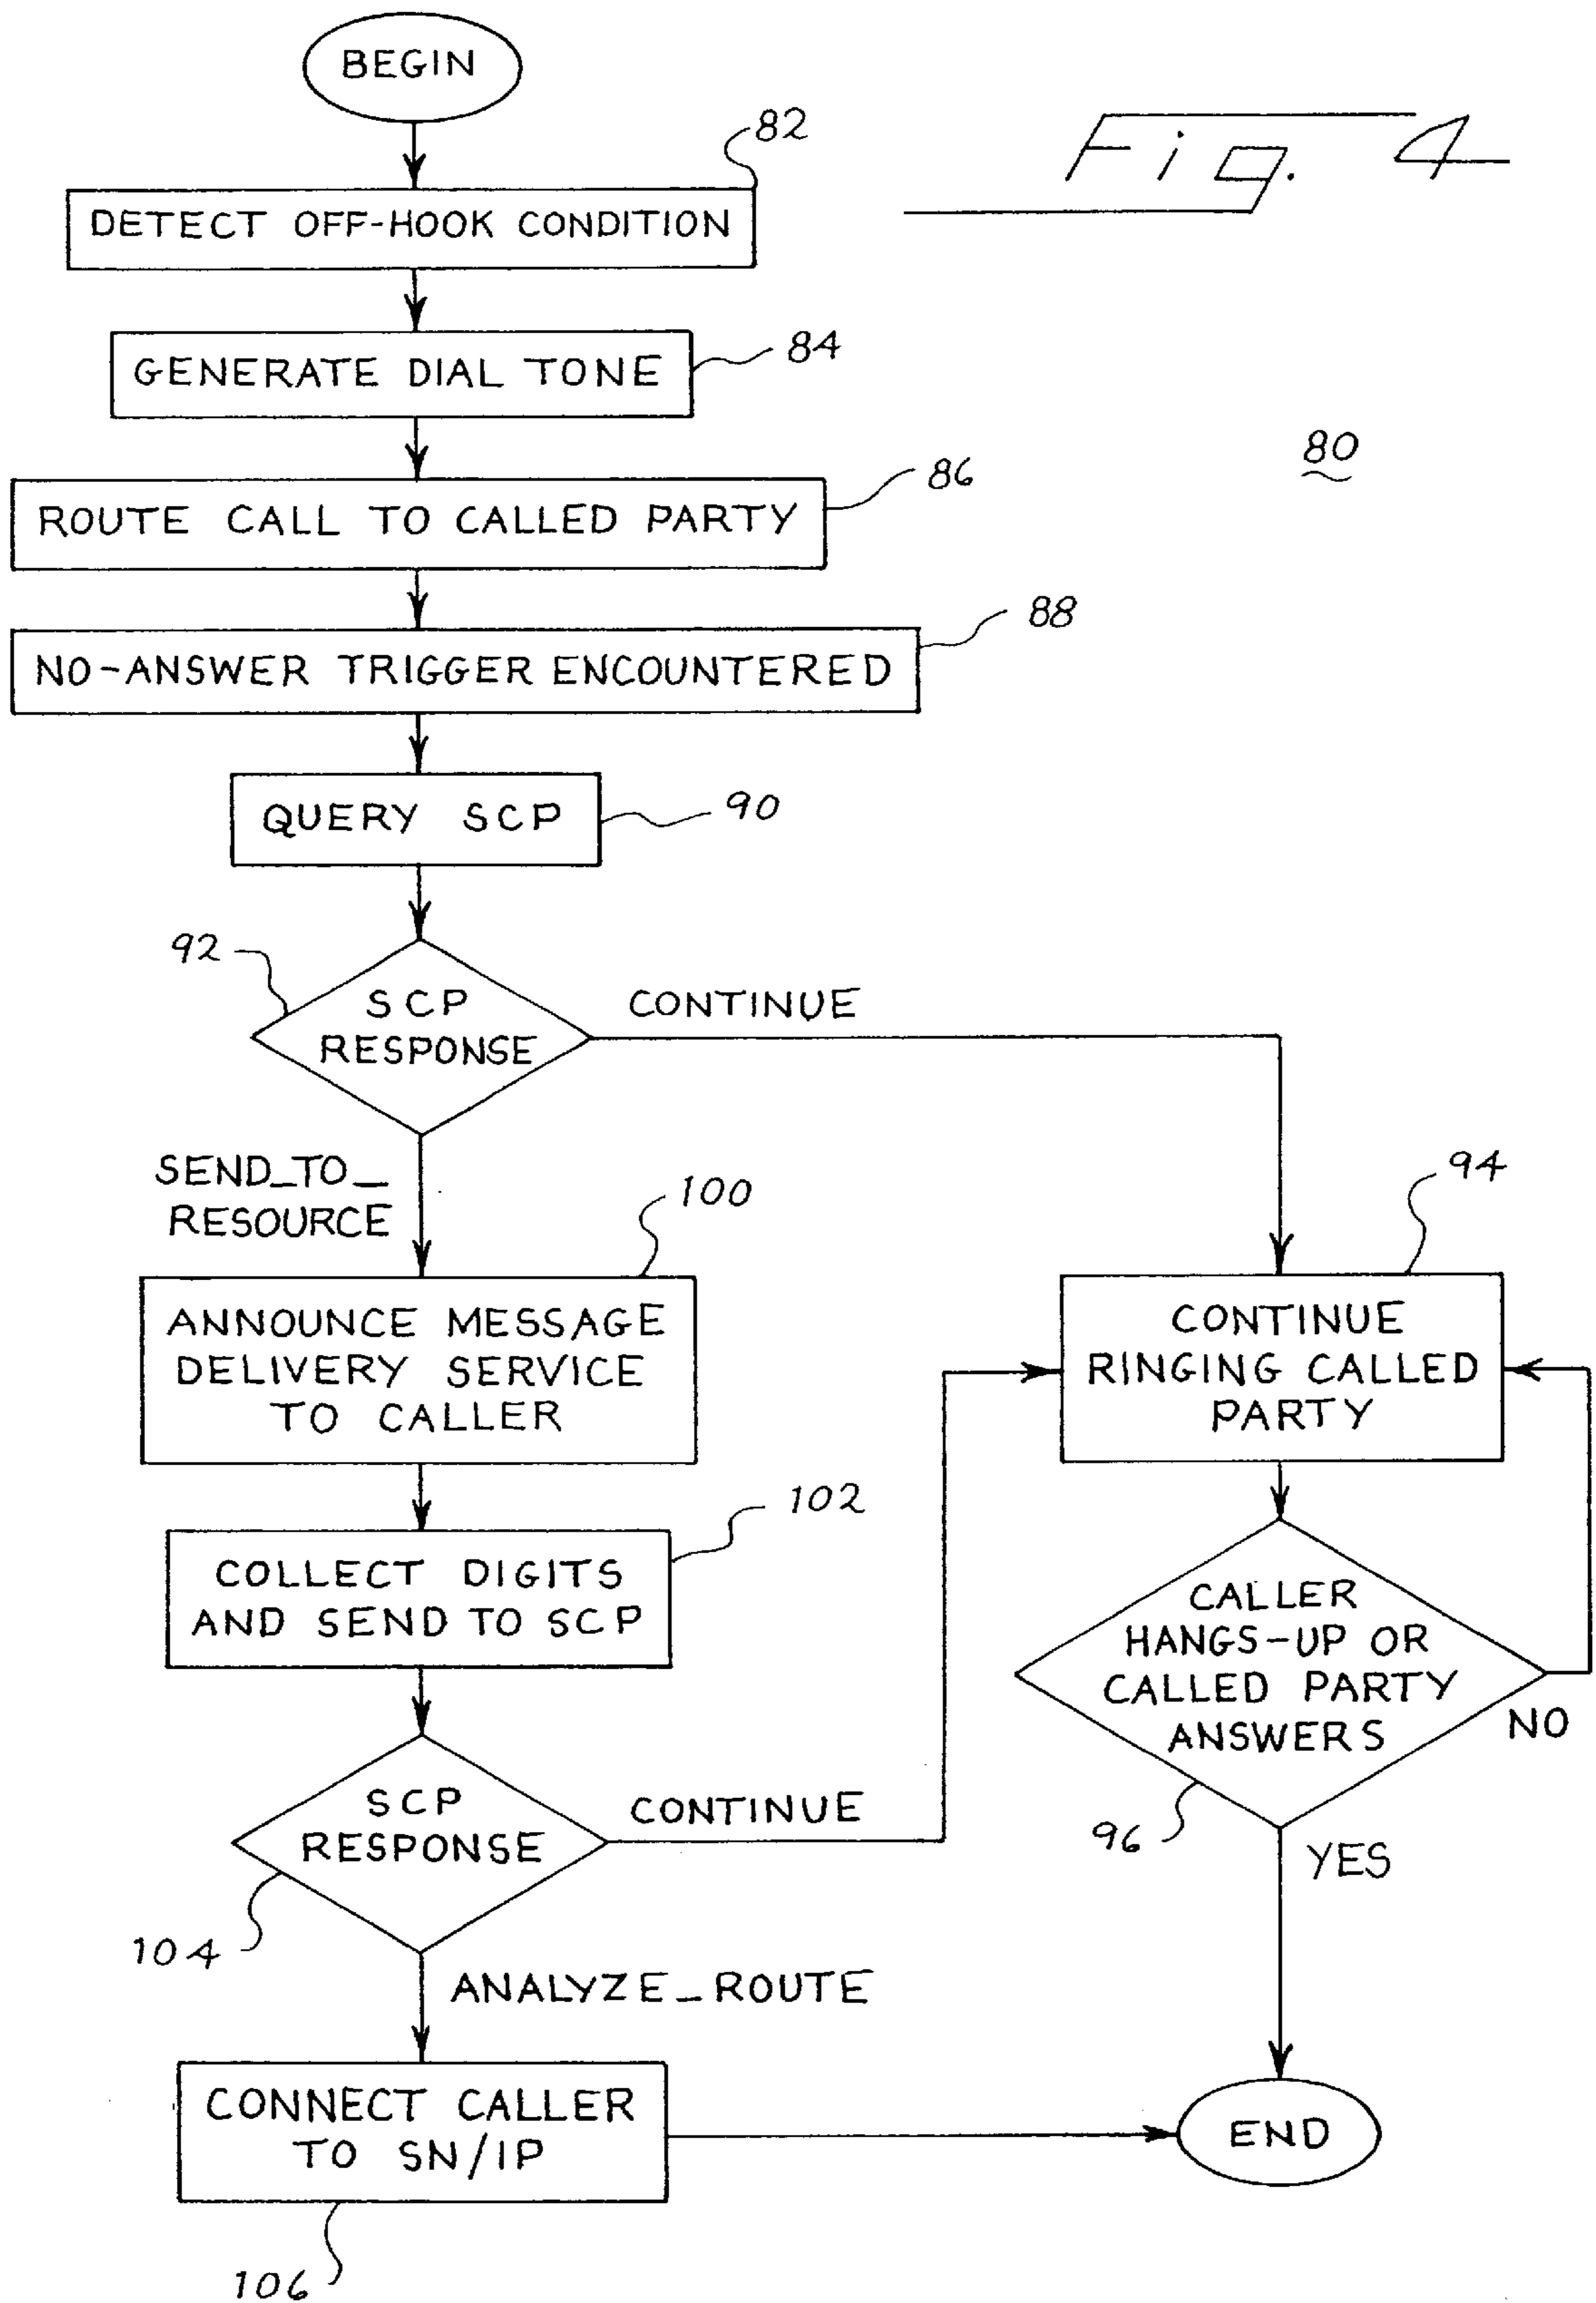 BEGIN
Fig. 4
82
DETECT OFF-HOOK CONDITION
84
GENERATE DIAL TONE
80
86
ROUTE CALL TO CALLED PARTY
88
NO-ANSWER TRIGGER ENCOUNTERED
90
QUERY SCP
92
SCP
RESPONSE
CONTINUE
SEND_TO_
RESOURCE
100
94
ANNOUNCE MESSAGE
DELIVERY SERVICE
TO CALLER
CONTINUE
RINGING CALLED
PARTY
102
COLLECT DIGITS
AND SEND TO SCP
CALLER
HANGS-UP OR
CALLED PARTY
ANSWERS
NO
96
YES
SCP
RESPONSE
CONTINUE
104
ANALYZE_ROUTE
CONNECT CALLER
TO SN/IP
END
106